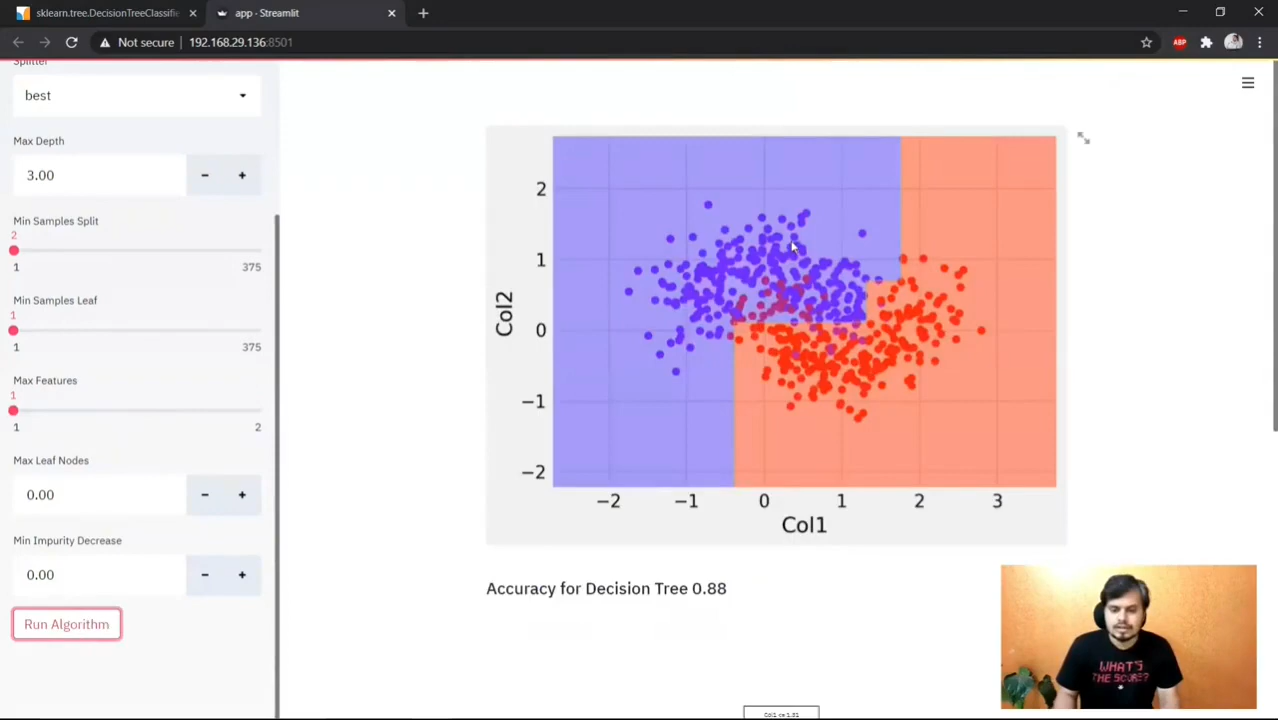 sklearn.tree.DecisionTreeClassifie
app · Streamlit
Not secure
192.168.29.136:8501
ABP
Splitter
best
Max Depth
3.00
Min Samples Split
2
1
375
Min Samples Leaf
1
1
375
Max Features
1
1
2
Max Leaf Nodes
0.00
Min Impurity Decrease
0.00
Run Algorithm
2
1
0
−1
−2
Col2
−2
−1
0
1
2
3
Col1
Accuracy for Decision Tree 0.88
WHAT'S
THE SCORE?